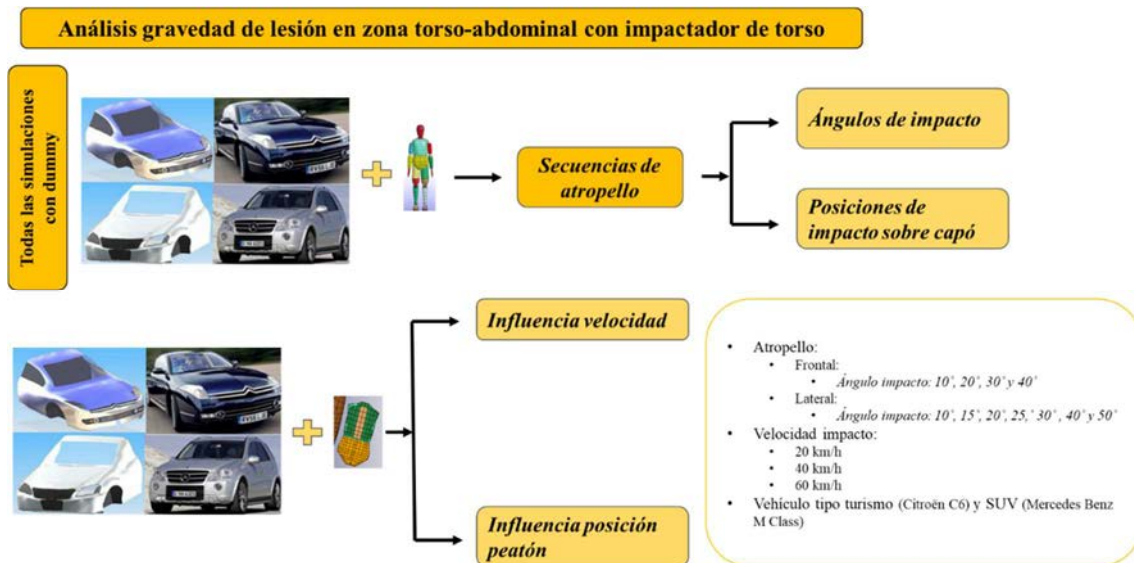 Análisis gravedad de lesión en zona torso-abdominal con impactador de torso
Todas las simulaciones
con dummy
Secuencias de
atropello
Ángulos de impacto
Posiciones de
impacto sobre capó
Influencia velocidad
Influencia posición
peatón
• Atropello:
• Frontal:
• Ángulo impacto: 10˚, 20˚, 30˚ y 40˚
• Lateral:
• Ángulo impacto: 10˚, 15˚, 20˚, 25,˚ 30˚ , 40˚ y 50˚
• Velocidad impacto:
• 20 km/h
• 40 km/h
• 60 km/h
• Vehículo tipo turismo (Citroën C6) y SUV (Mercedes Benz
M Class)